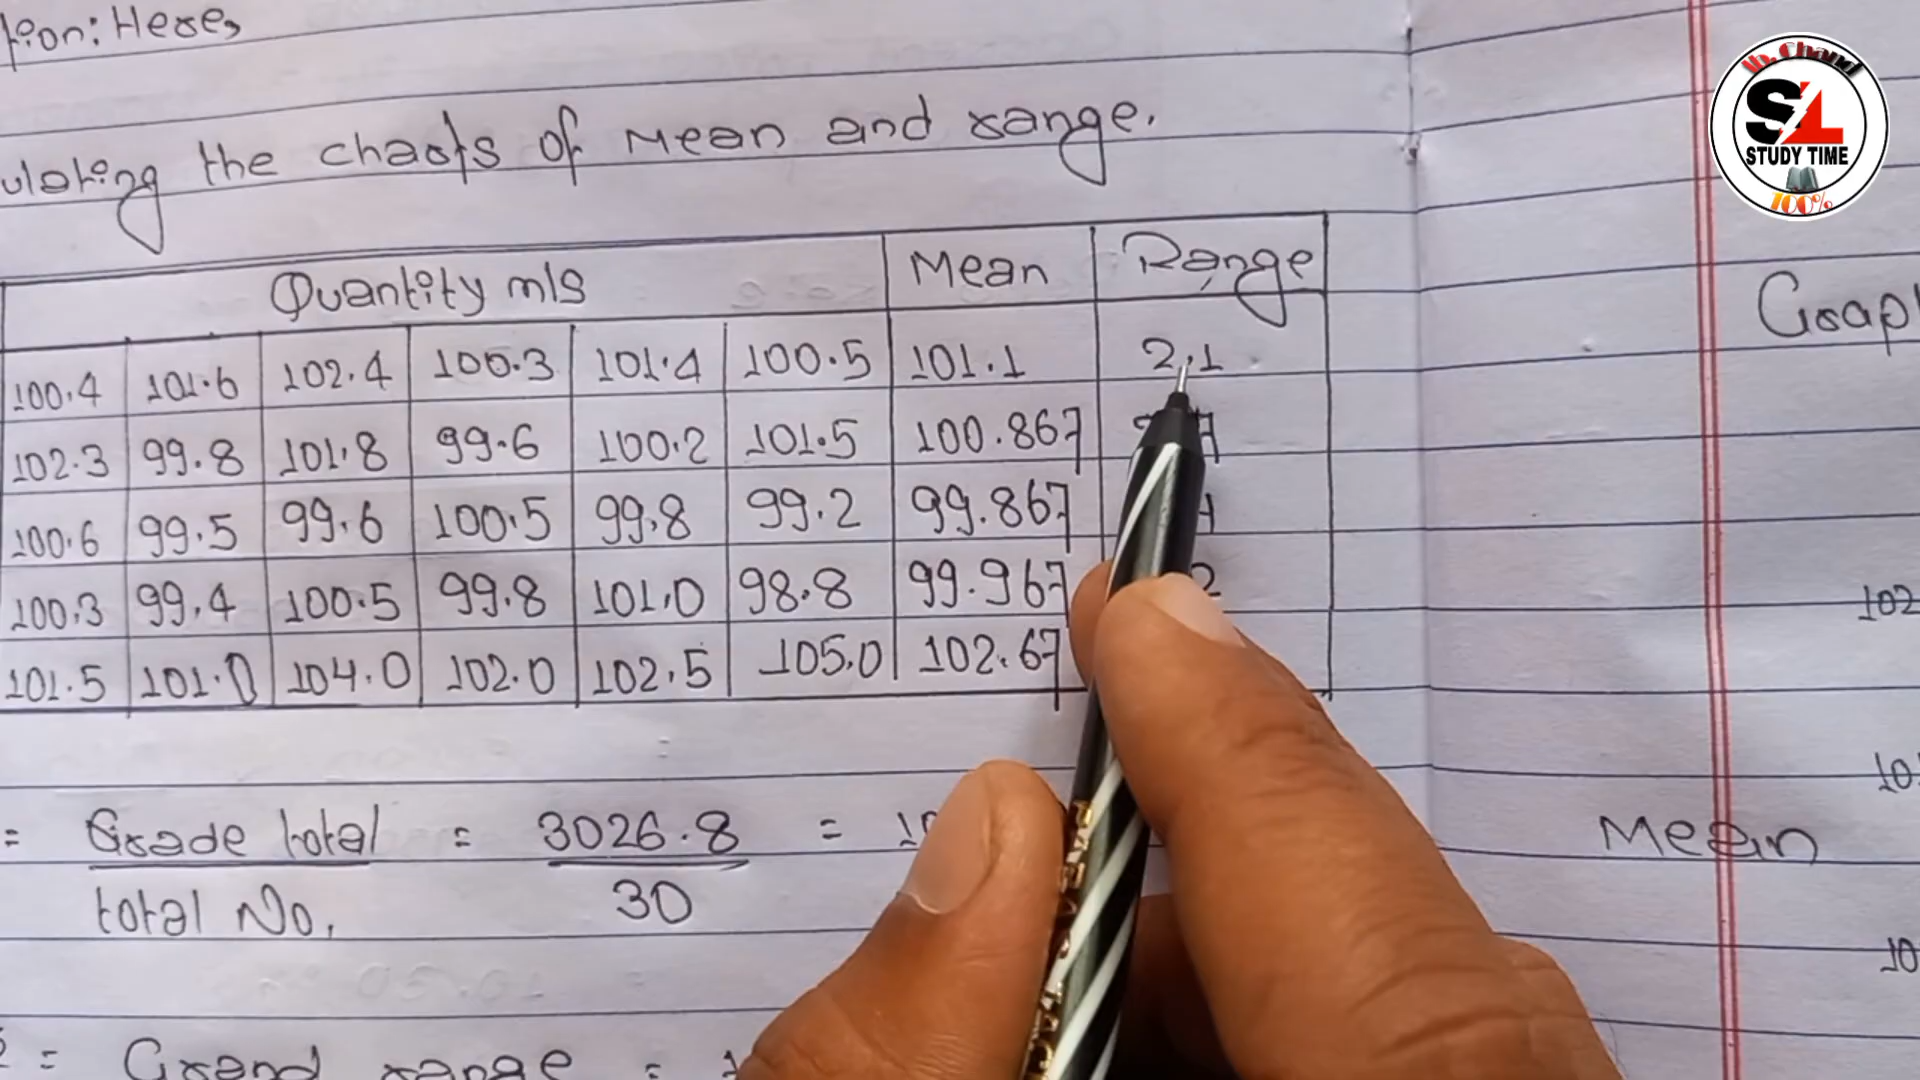 tion: Here,
ulating the charts of Mean and range.
Quantity mls Mean Range
100.4 101.6 102.4 100.3 101.4 100.5 101.1 2.1
102.3 99.8 101.8 99.6 100.2 101.5 100.867
100.6 99.5 99.6 100.5 99.8 99.2 99.867
100.3 99.4 100.5 99.8 101.0 98.8 99.967
101.5 101.0 104.0 102.0 102.5 105.0 102.67
= Grade total = 3026.8 =
total No. 30
= Grand range =
Grap
102
Mean
SL
STUDY TIME
100%